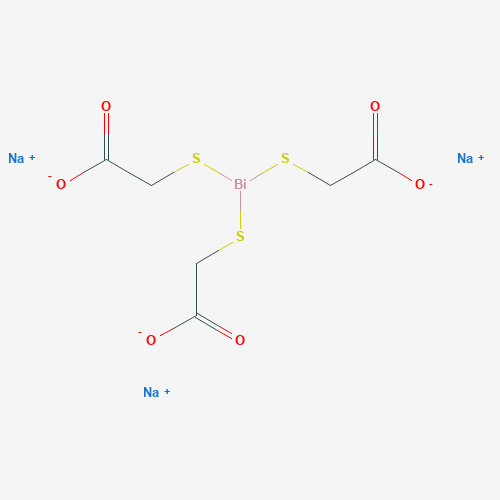 O O
Na + S S Na +
- O Bi O -
S
- O O
Na +